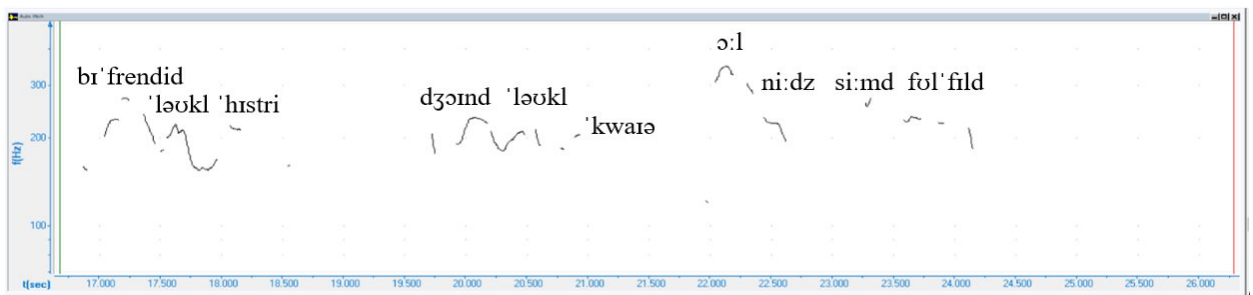 Auto Pitch
ɔːl
bɪˈfrendid
niːdz siːmd fʊlˈfɪld
300
ˈləʊkl ˈhɪstri
dʒɔɪnd ˈləʊkl
ˈkwaɪə
f(Hz)
200
100
t(sec) 17.000 17.500 18.000 18.500 19.000 19.500 20.000 20.500 21.000 21.500 22.000 22.500 23.000 23.500 24.000 24.500 25.000 25.500 26.000